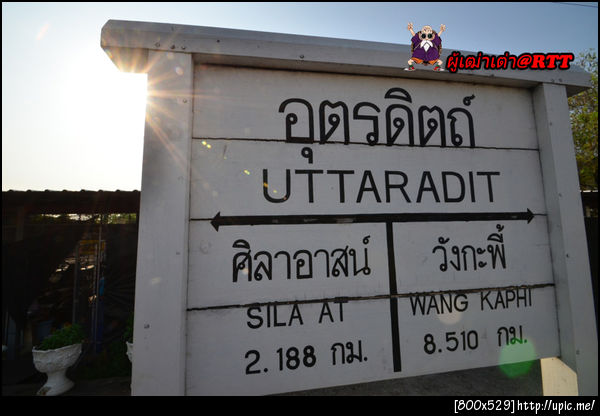 ผู้เฒ่าเต่า@RTT
อุตรดิตถ์
UTTARADIT
ศิลาอาสน์
SILA AT
2.188 กม.
วังกะพี้
WANG KAPHI
8.510 กม.
[800x529]http://upic.me/